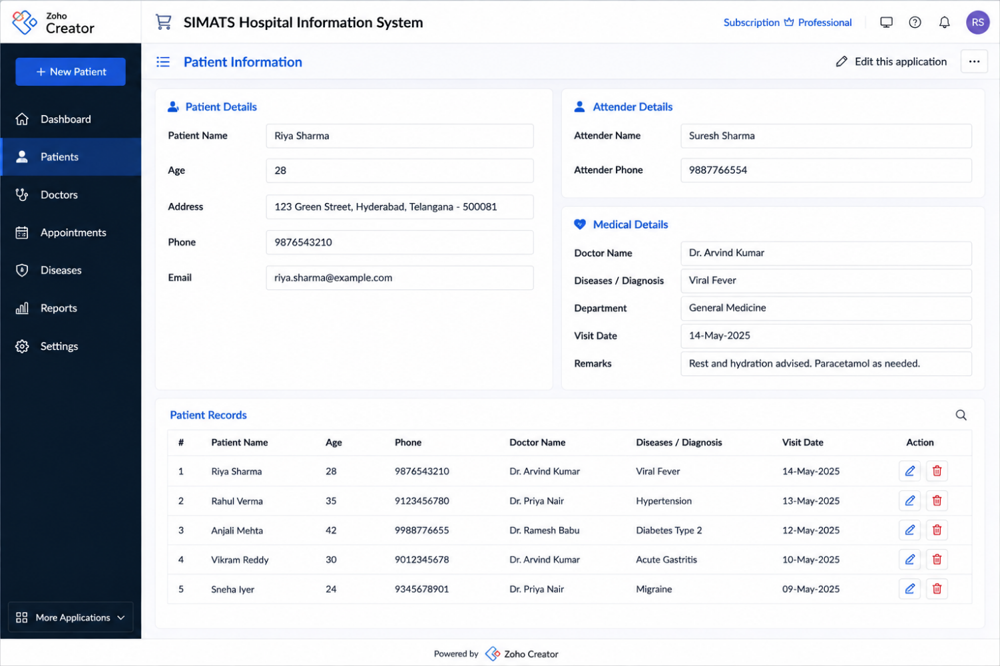 Zoho
Creator
SIMATS Hospital Information System
Subscription Professional
RS
+ New Patient
Dashboard
Patients
Doctors
Appointments
Diseases
Reports
Settings
More Applications
Patient Information
Edit this application
Patient Details
Patient Name Riya Sharma
Age 28
Address 123 Green Street, Hyderabad, Telangana - 500081
Phone 9876543210
Email riya.sharma@example.com
Attender Details
Attender Name Suresh Sharma
Attender Phone 9887766554
Medical Details
Doctor Name Dr. Arvind Kumar
Diseases / Diagnosis Viral Fever
Department General Medicine
Visit Date 14-May-2025
Remarks Rest and hydration advised. Paracetamol as needed.
Patient Records
# Patient Name Age Phone Doctor Name Diseases / Diagnosis Visit Date Action
1 Riya Sharma 28 9876543210 Dr. Arvind Kumar Viral Fever 14-May-2025
2 Rahul Verma 35 9123456780 Dr. Priya Nair Hypertension 13-May-2025
3 Anjali Mehta 42 9988776655 Dr. Ramesh Babu Diabetes Type 2 12-May-2025
4 Vikram Reddy 30 9012345678 Dr. Arvind Kumar Acute Gastritis 10-May-2025
5 Sneha Iyer 24 9345678901 Dr. Priya Nair Migraine 09-May-2025
Powered by Zoho Creator